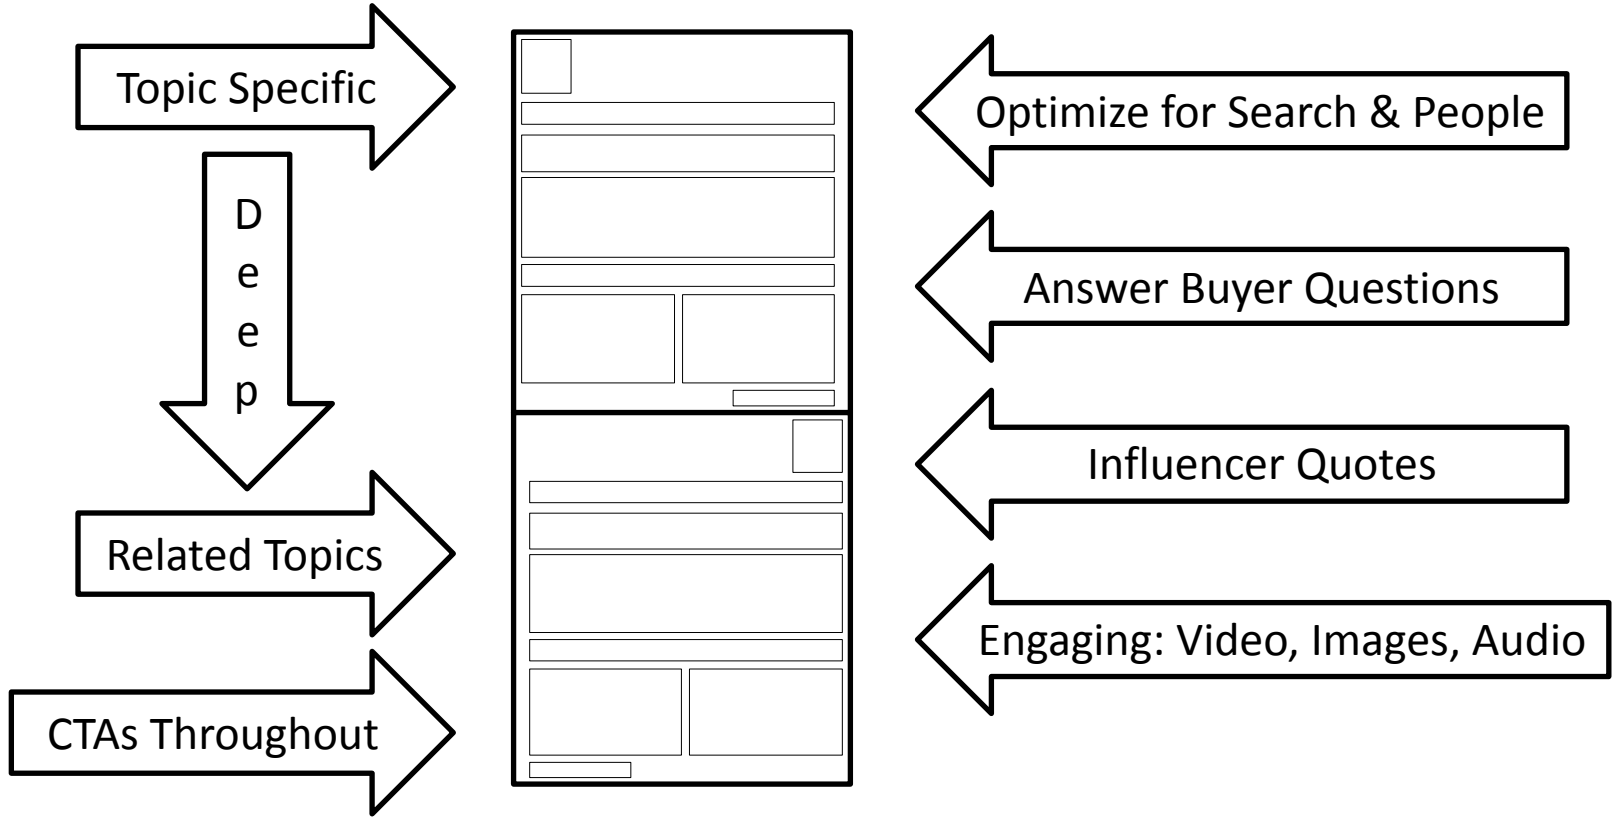 Topic Specific
D
e
e
p
Related Topics
CTAs Throughout
Optimize for Search & People
Answer Buyer Questions
Influencer Quotes
Engaging: Video, Images, Audio